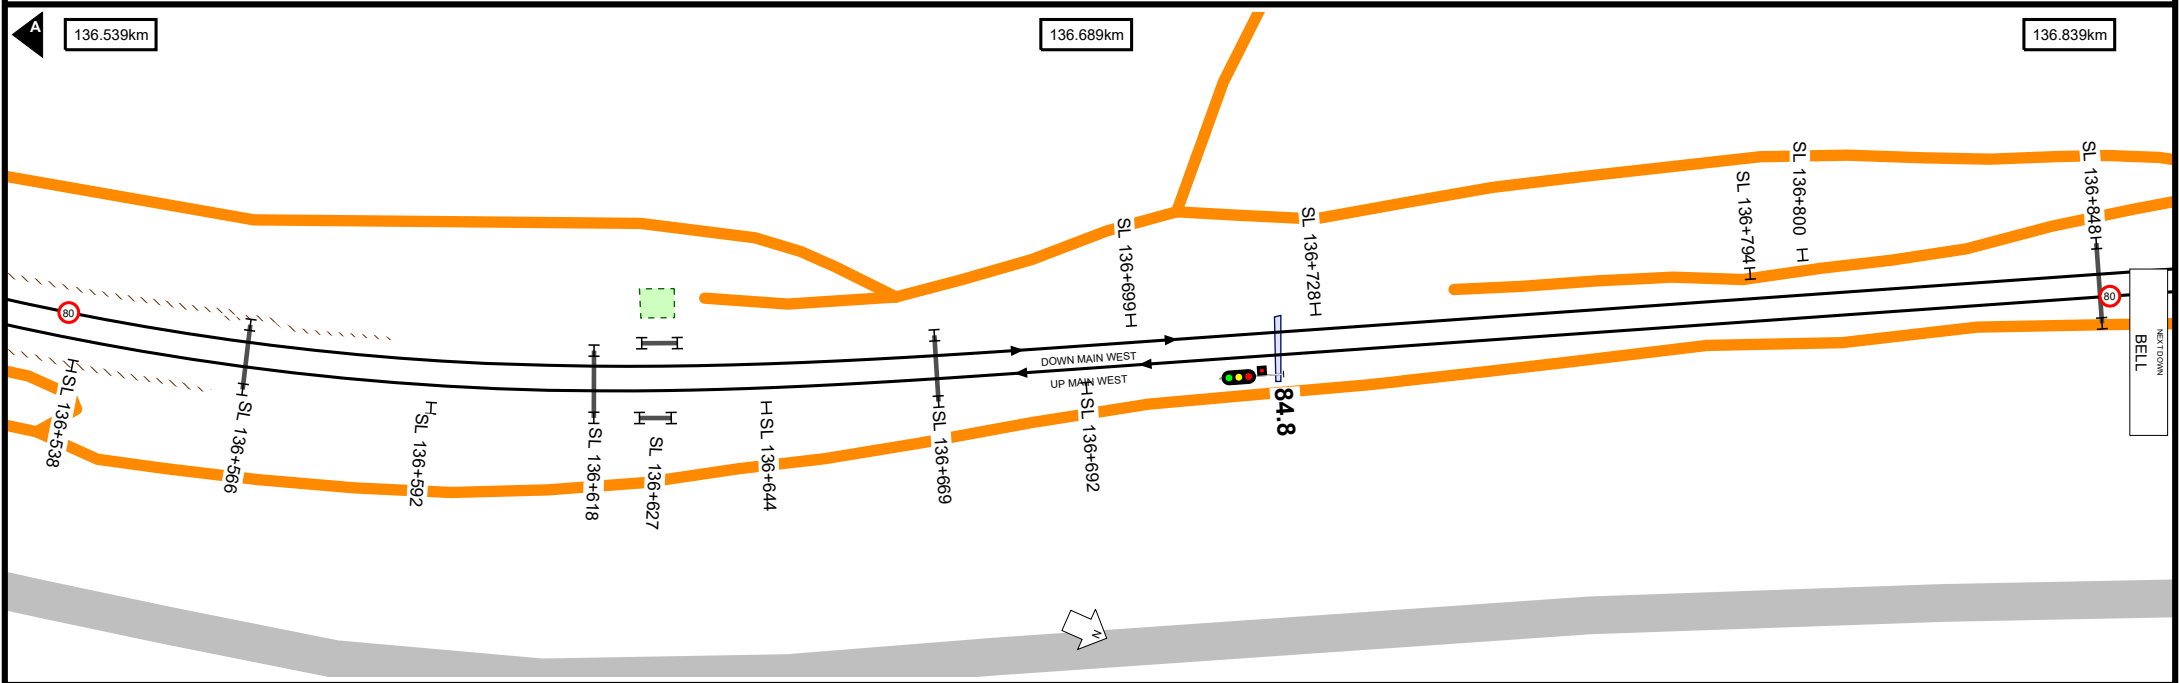 A
136.539km
136.689km
136.839km
SL 136+699
SL 136+728
SL 136+794
SL 136+800
SL 136+848
80
80
DOWN MAIN WEST
UP MAIN WEST
NEXT DOWN
BELL
84.8
SL 136+538
SL 136+566
SL 136+592
SL 136+618
SL 136+627
SL 136+644
SL 136+669
SL 136+692
N